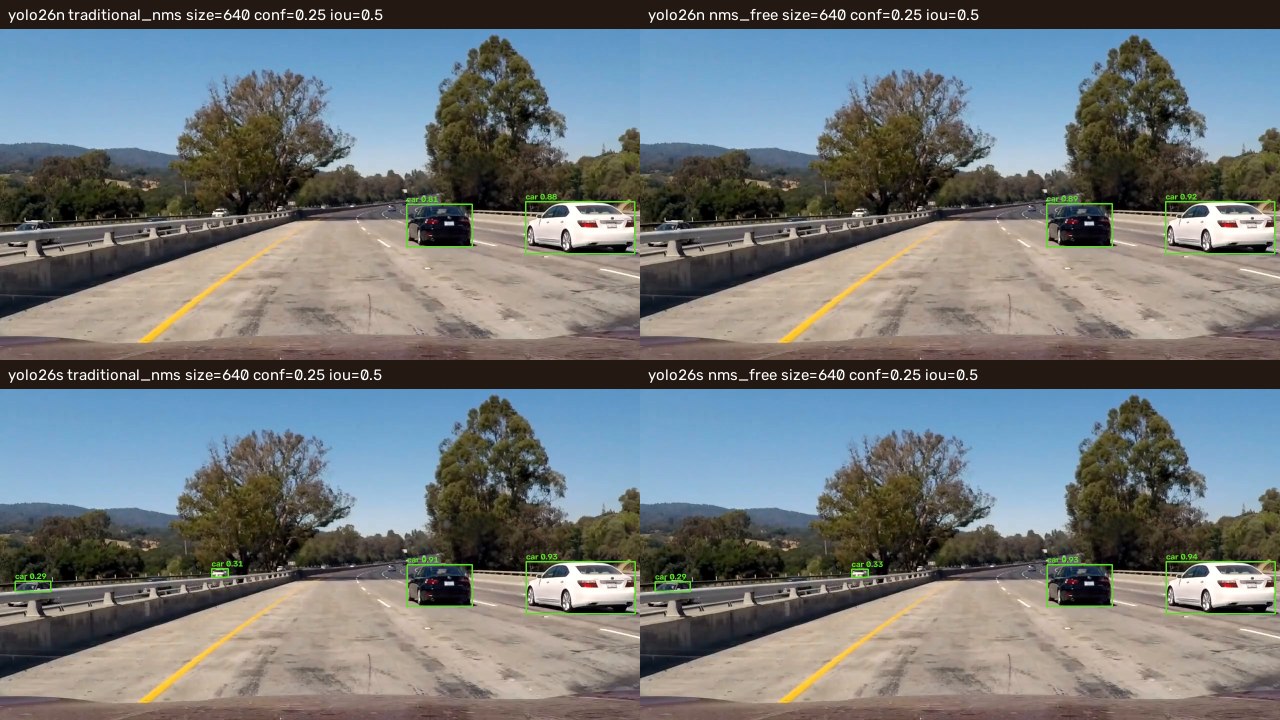 yolo26n traditional_nms size=640 conf=0.25 iou=0.5
yolo26n nms_free size=640 conf=0.25 iou=0.5
car 0.81
car 0.88
car 0.89
car 0.92
yolo26s traditional_nms size=640 conf=0.25 iou=0.5
yolo26s nms_free size=640 conf=0.25 iou=0.5
car 0.29
car 0.31
car 0.91
car 0.93
car 0.29
car 0.33
car 0.93
car 0.94